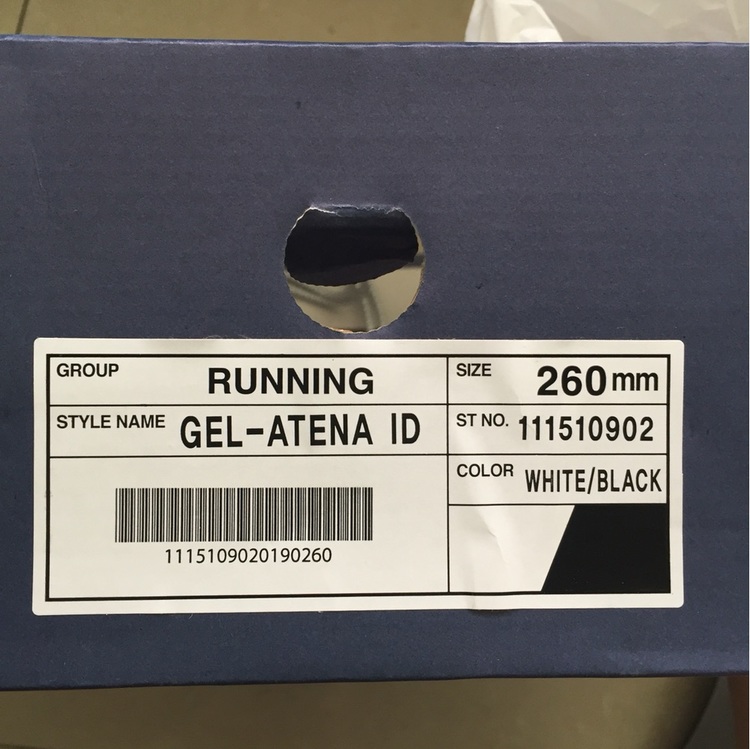 GROUP RUNNING
SIZE 260mm
STYLE NAME GEL-ATENA ID
ST NO. 111510902
COLOR WHITE/BLACK
1115109020190260